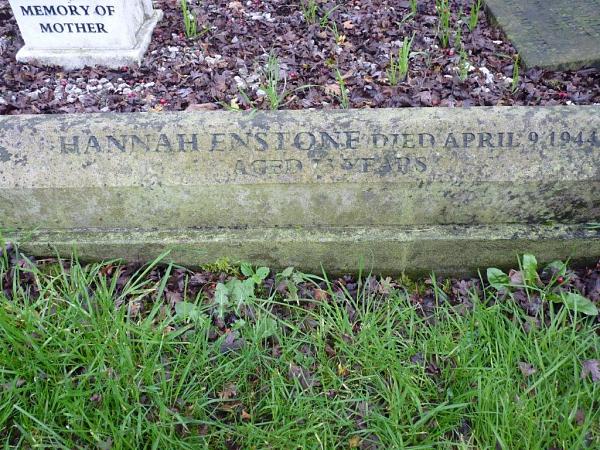 MEMORY OF
MOTHER
HANNAH ENSTONE DIED APRIL 9, 1944
AGED YEARS